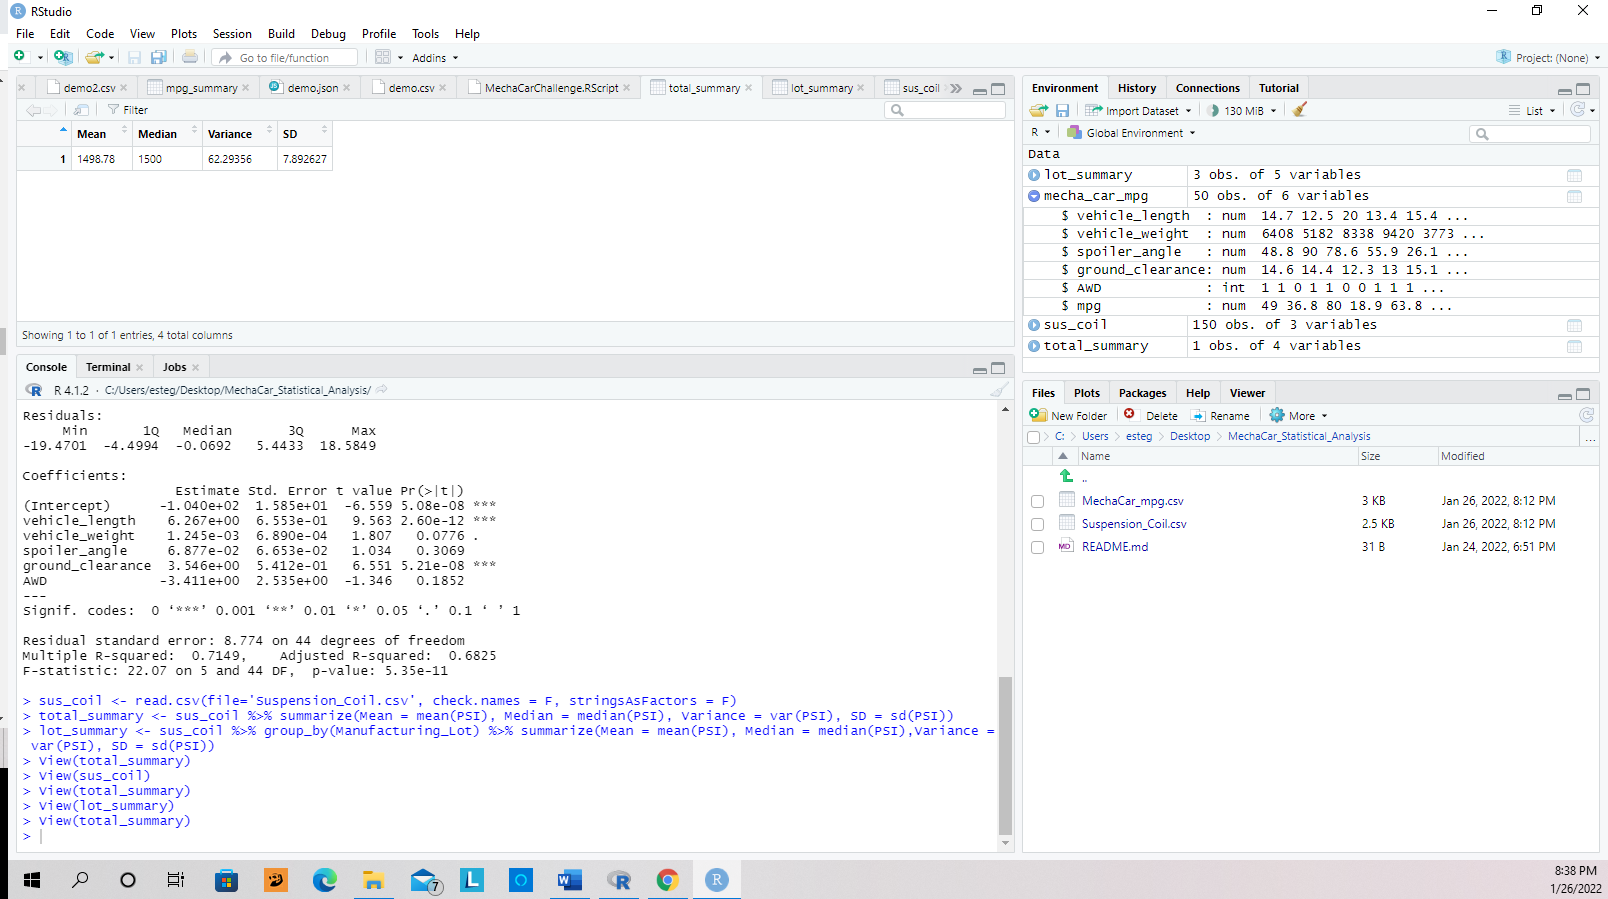 RStudio
File Edit Code View Plots Session Build Debug Profile Tools Help
Go to file/function Addins Project: (None)
demo2.csv mpg_summary demo.json demo.csv MechaCarChallenge.RScript total_summary lot_summary sus_coil
Filter
Mean Median Variance SD
1 1498.78 1500 62.29356 7.892627
Showing 1 to 1 of 1 entries, 4 total columns
Console Terminal Jobs
R 4.1.2 · C:/Users/esteg/Desktop/MechaCar_Statistical_Analysis/
Residuals:
Min 1Q Median 3Q Max
-19.4701 -4.4994 -0.0692 5.4433 18.5849
Coefficients:
Estimate Std. Error t value Pr(>|t|)
(Intercept) -1.040e+02 1.585e+01 -6.559 5.08e-08 ***
vehicle_length 6.267e+00 6.553e-01 9.563 2.60e-12 ***
vehicle_weight 1.245e-03 6.890e-04 1.807 0.0776 .
spoiler_angle 6.877e-02 6.653e-02 1.034 0.3069
ground_clearance 3.546e+00 5.412e-01 6.551 5.21e-08 ***
AWD -3.411e+00 2.535e+00 -1.346 0.1852
---
Signif. codes: 0 ‘***’ 0.001 ‘**’ 0.01 ‘*’ 0.05 ‘.’ 0.1 ‘ ’ 1
Residual standard error: 8.774 on 44 degrees of freedom
Multiple R-squared: 0.7149, Adjusted R-squared: 0.6825
F-statistic: 22.07 on 5 and 44 DF, p-value: 5.35e-11
> sus_coil <- read.csv(file='Suspension_Coil.csv', check.names = F, stringsAsFactors = F)
> total_summary <- sus_coil %>% summarize(Mean = mean(PSI), Median = median(PSI), Variance = var(PSI), SD = sd(PSI))
> lot_summary <- sus_coil %>% group_by(Manufacturing_Lot) %>% summarize(Mean = mean(PSI), Median = median(PSI),Variance =
var(PSI), SD = sd(PSI))
> View(total_summary)
> View(sus_coil)
> View(total_summary)
> View(lot_summary)
> View(total_summary)
>
Environment History Connections Tutorial
Import Dataset 130 MiB List
R Global Environment
Data
lot_summary 3 obs. of 5 variables
mecha_car_mpg 50 obs. of 6 variables
$ vehicle_length : num 14.7 12.5 20 13.4 15.4 ...
$ vehicle_weight : num 6408 5182 8338 9420 3773 ...
$ spoiler_angle : num 48.8 90 78.6 55.9 26.1 ...
$ ground_clearance: num 14.6 14.4 12.3 13 15.1 ...
$ AWD : int 1 1 0 1 1 0 0 1 1 1 ...
$ mpg : num 49 36.8 80 18.9 63.8 ...
sus_coil 150 obs. of 3 variables
total_summary 1 obs. of 4 variables
Files Plots Packages Help Viewer
New Folder Delete Rename More
C: Users esteg Desktop MechaCar_Statistical_Analysis ...
Name Size Modified
..
MechaCar_mpg.csv 3 KB Jan 26, 2022, 8:12 PM
Suspension_Coil.csv 2.5 KB Jan 26, 2022, 8:12 PM
MD README.md 31 B Jan 24, 2022, 6:51 PM
7 L W R R
8:38 PM
1/26/2022